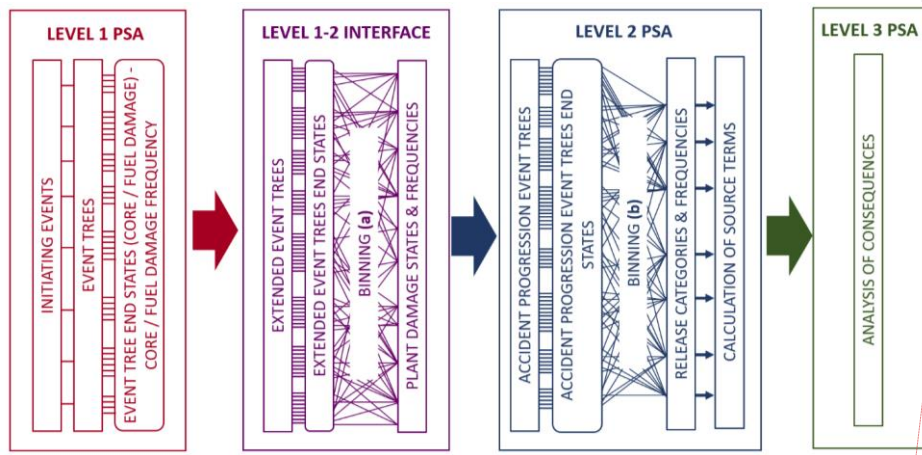 LEVEL 1 PSA
INITIATING EVENTS
EVENT TREES
EVENT TREE END STATES (CORE / FUEL DAMAGE) -
CORE / FUEL DAMAGE FREQUENCY
LEVEL 1-2 INTERFACE
EXTENDED EVENT TREES
EXTENDED EVENT TREES END STATES
BINNING (a)
PLANT DAMAGE STATES & FREQUENCIES
LEVEL 2 PSA
ACCIDENT PROGRESSION EVENT TREES
ACCIDENT PROGRESSION EVENT TREES END
STATES
BINNING (b)
RELEASE CATEGORIES & FREQUENCIES
CALCULATION OF SOURCE TERMS
LEVEL 3 PSA
ANALYSIS OF CONSEQUENCES